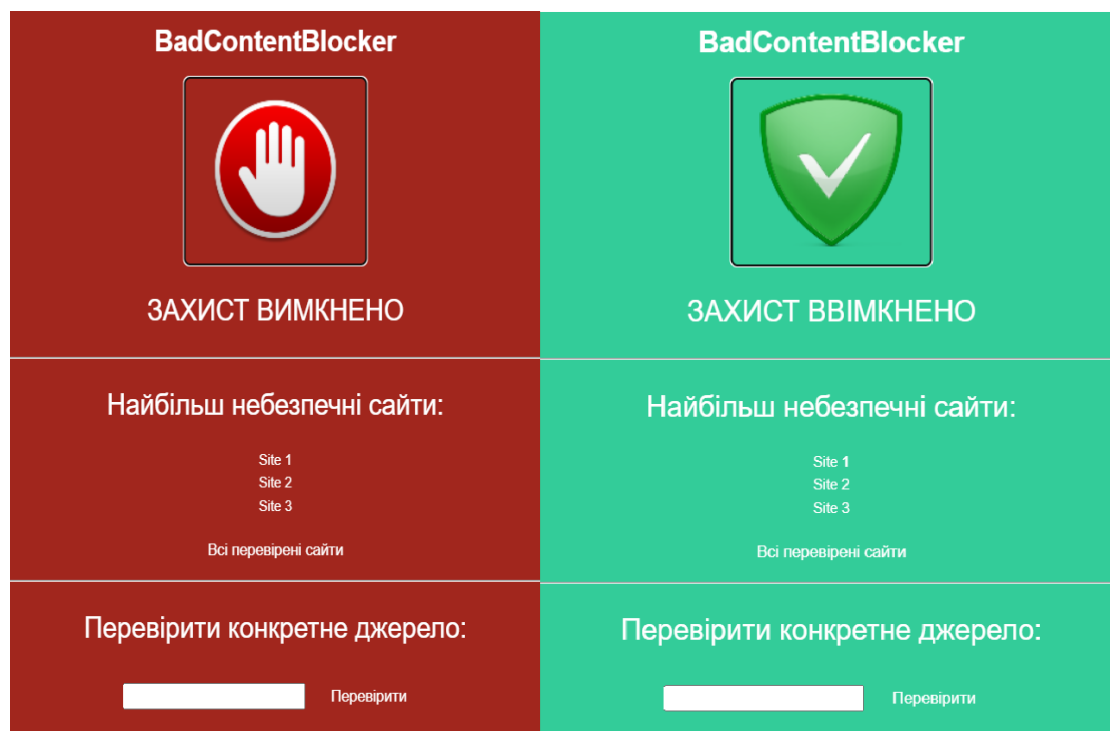 BadContentBlocker
ЗАХИСТ ВИМКНЕНО
Найбільш небезпечні сайти:
Site 1
Site 2
Site 3
Всі перевірені сайти
Перевірити конкретне джерело:
Перевірити
BadContentBlocker
ЗАХИСТ ВВІМКНЕНО
Найбільш небезпечні сайти:
Site 1
Site 2
Site 3
Всі перевірені сайти
Перевірити конкретне джерело:
Перевірити